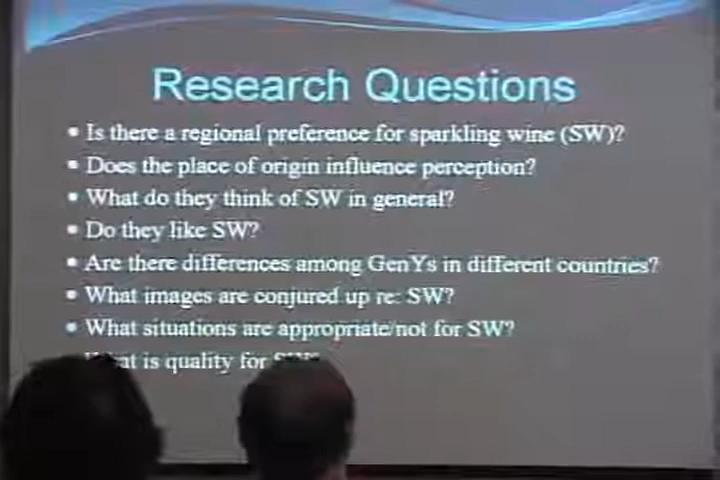 Research Questions
• Is there a regional preference for sparkling wine (SW)?
• Does the place of origin influence perception?
• What do they think of SW in general?
• Do they like SW?
• Are there differences among GenYs in different countries?
• What images are conjured up re: SW?
• What situations are appropriate/not for SW?
is quality for